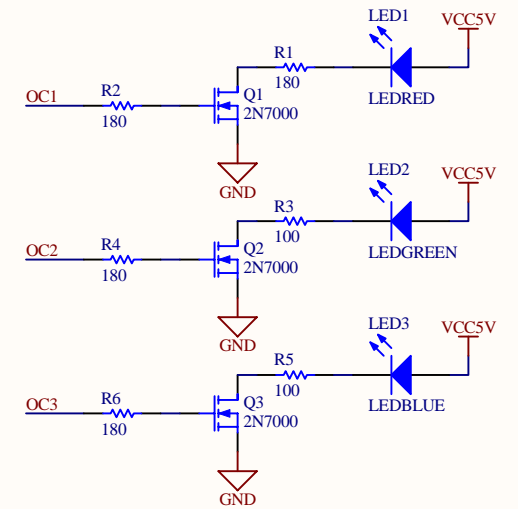 LED1
VCC5V
R1
180
LEDRED
OC1
R2
180
Q1
2N7000
GND
LED2
VCC5V
R3
100
LEDGREEN
OC2
R4
180
Q2
2N7000
GND
LED3
VCC5V
R5
100
LEDBLUE
OC3
R6
180
Q3
2N7000
GND